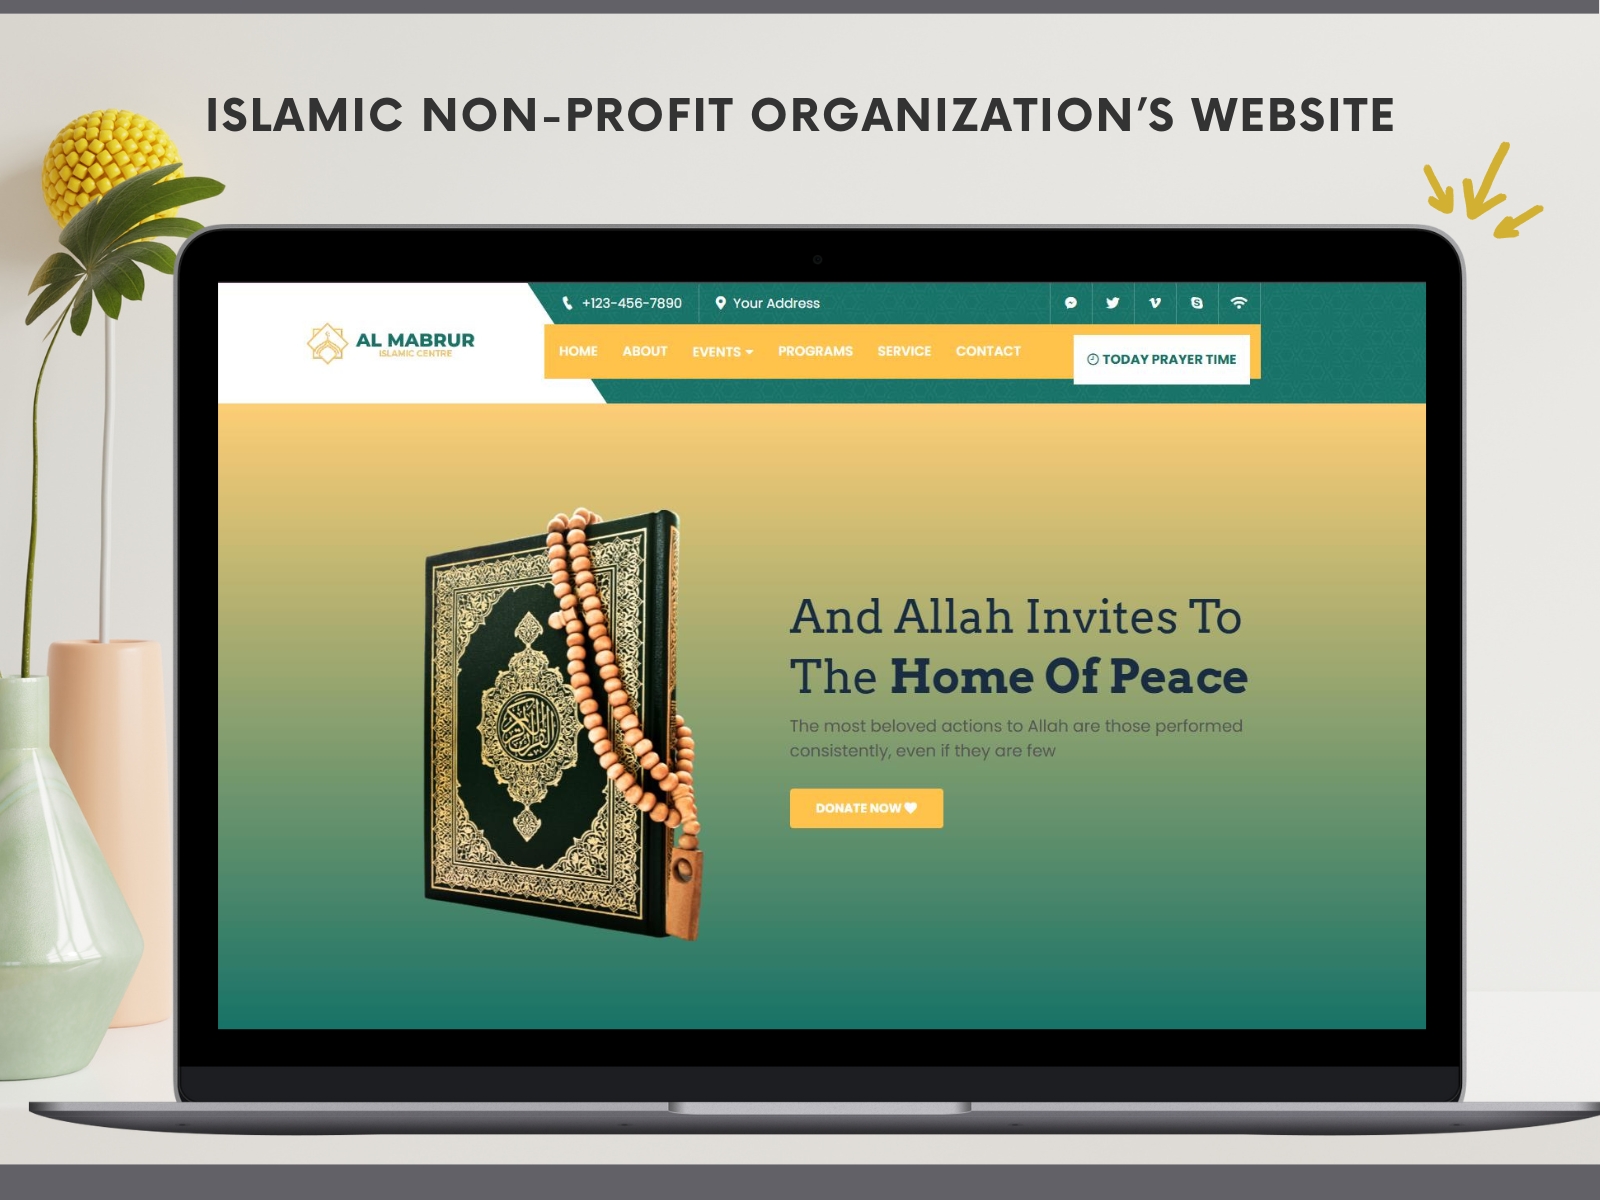 ISLAMIC NON-PROFIT ORGANIZATION'S WEBSITE
+123-456-7890
Your Address
AL MABRUR
ISLAMIC CENTRE
HOME ABOUT EVENTS PROGRAMS SERVICE CONTACT
TODAY PRAYER TIME
And Allah Invites To
The Home Of Peace
The most beloved actions to Allah are those performed
consistently, even if they are few
DONATE NOW